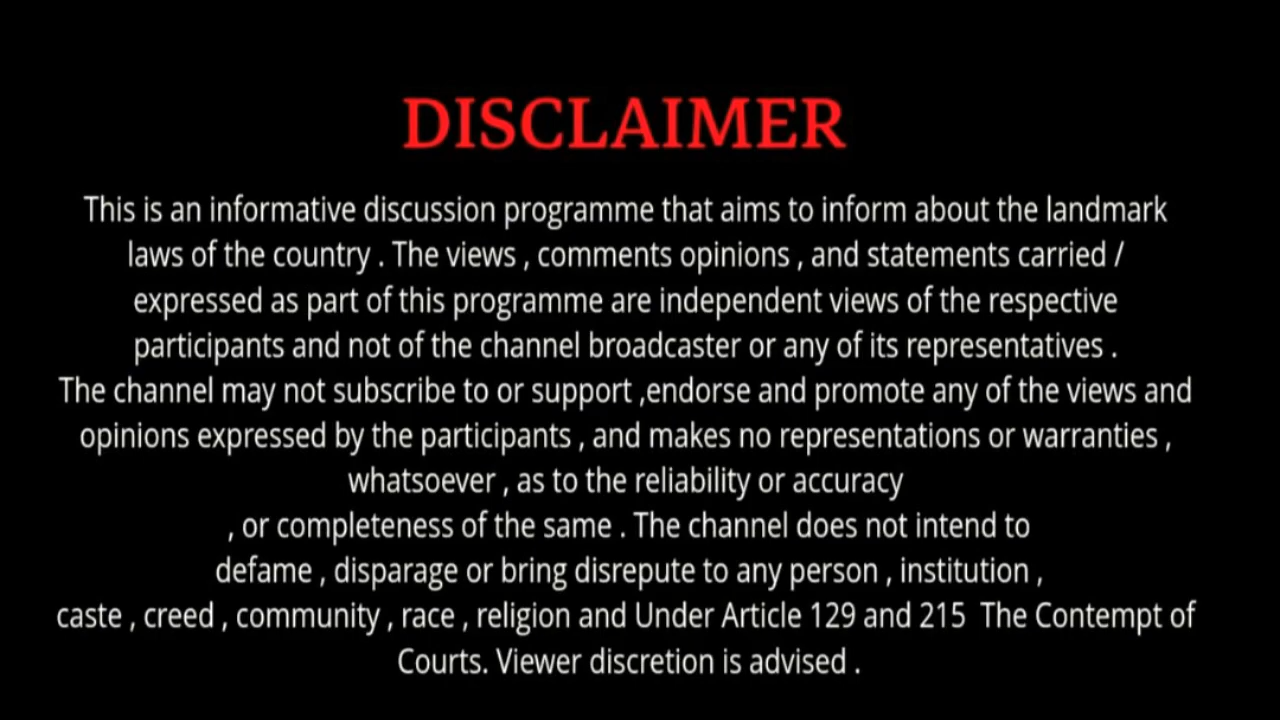 DISCLAIMER
This is an informative discussion programme that aims to inform about the landmark
laws of the country . The views , comments opinions , and statements carried /
expressed as part of this programme are independent views of the respective
participants and not of the channel broadcaster or any of its representatives .
The channel may not subscribe to or support ,endorse and promote any of the views and
opinions expressed by the participants , and makes no representations or warranties ,
whatsoever , as to the reliability or accuracy
, or completeness of the same . The channel does not intend to
defame , disparage or bring disrepute to any person , institution ,
caste , creed , community , race , religion and Under Article 129 and 215  The Contempt of
Courts. Viewer discretion is advised .